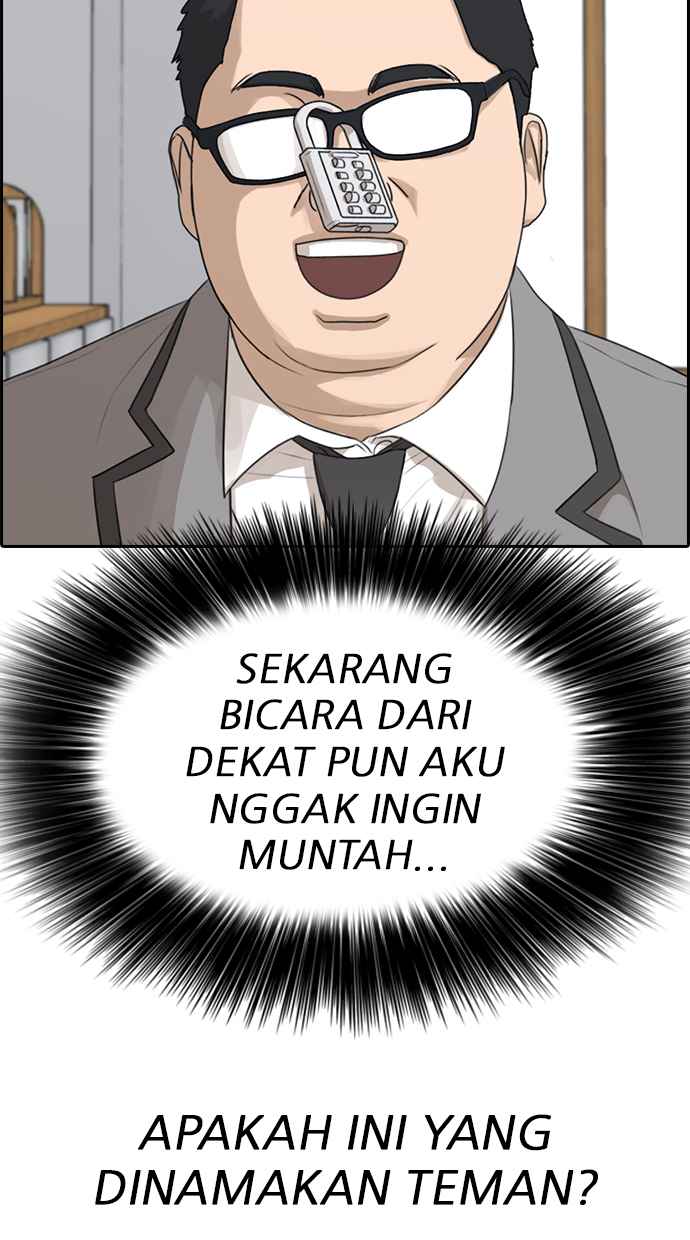 SEKARANG
BICARA DARI
DEKAT PUN AKU
NGGAK INGIN
MUNTAH...
APAKAH INI YANG
DINAMAKAN TEMAN?